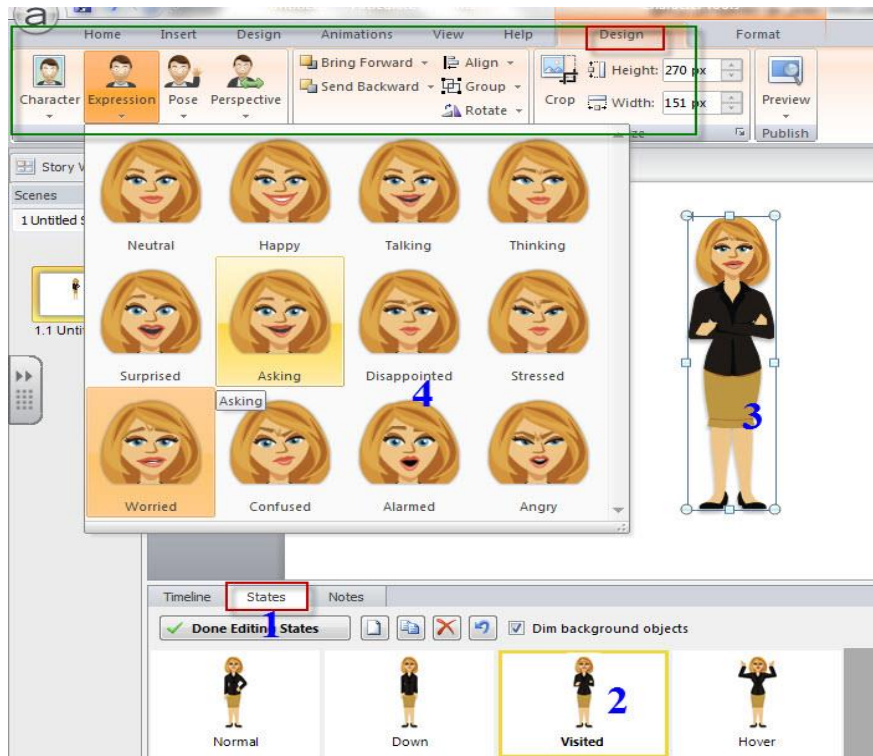 a
Home Insert Design Animations View Help Design Format
Bring Forward Align Height: 270 px
Send Backward Group Width: 151 px
Character Expression Pose Perspective Rotate Crop Preview
Publish
Story
Scenes
1 Untitled
1.1
Neutral Happy Talking Thinking
Surprised Asking Disappointed Stressed
4
Asking
Worried Confused Alarmed Angry
3
Timeline States Notes
1
Done Editing States Dim background objects
2
Normal Down Visited Hover